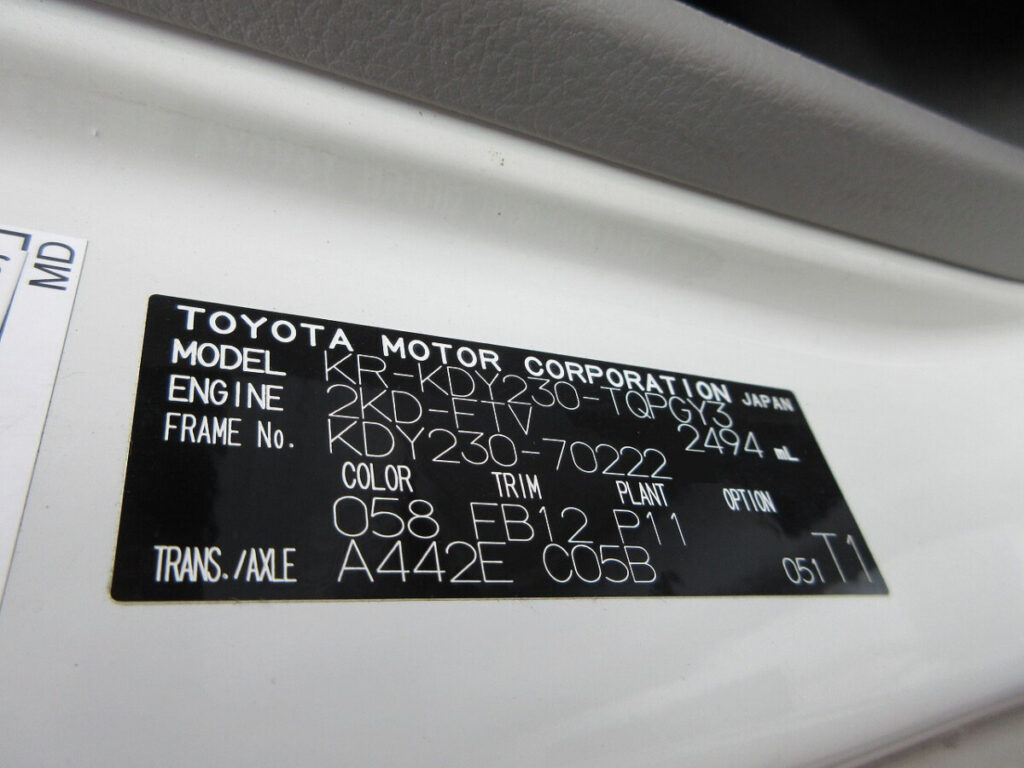 MD
TOYOTA MOTOR CORPORATION JAPAN
MODEL KR-KDY230-TQPGY3
ENGINE 2KD-FTV 2494 mL
FRAME No. KDY230-70222
COLOR TRIM PLANT OPTION
058 FB12 P11
TRANS./AXLE A442E C05B 051 T1